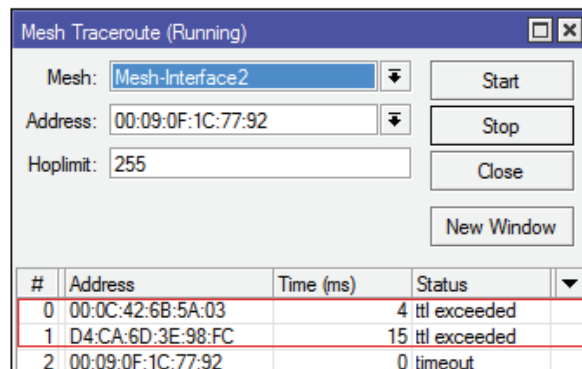 Mesh Traceroute (Running)
Mesh: Mesh-Interface2 Start
Address: 00:09:0F:1C:77:92 Stop
Hoplimit: 255 Close
New Window
# Address Time (ms) Status
0 00:0C:42:6B:5A:03 4 ttl exceeded
1 D4:CA:6D:3E:98:FC 15 ttl exceeded
2 00:09:0F:1C:77:92 0 timeout